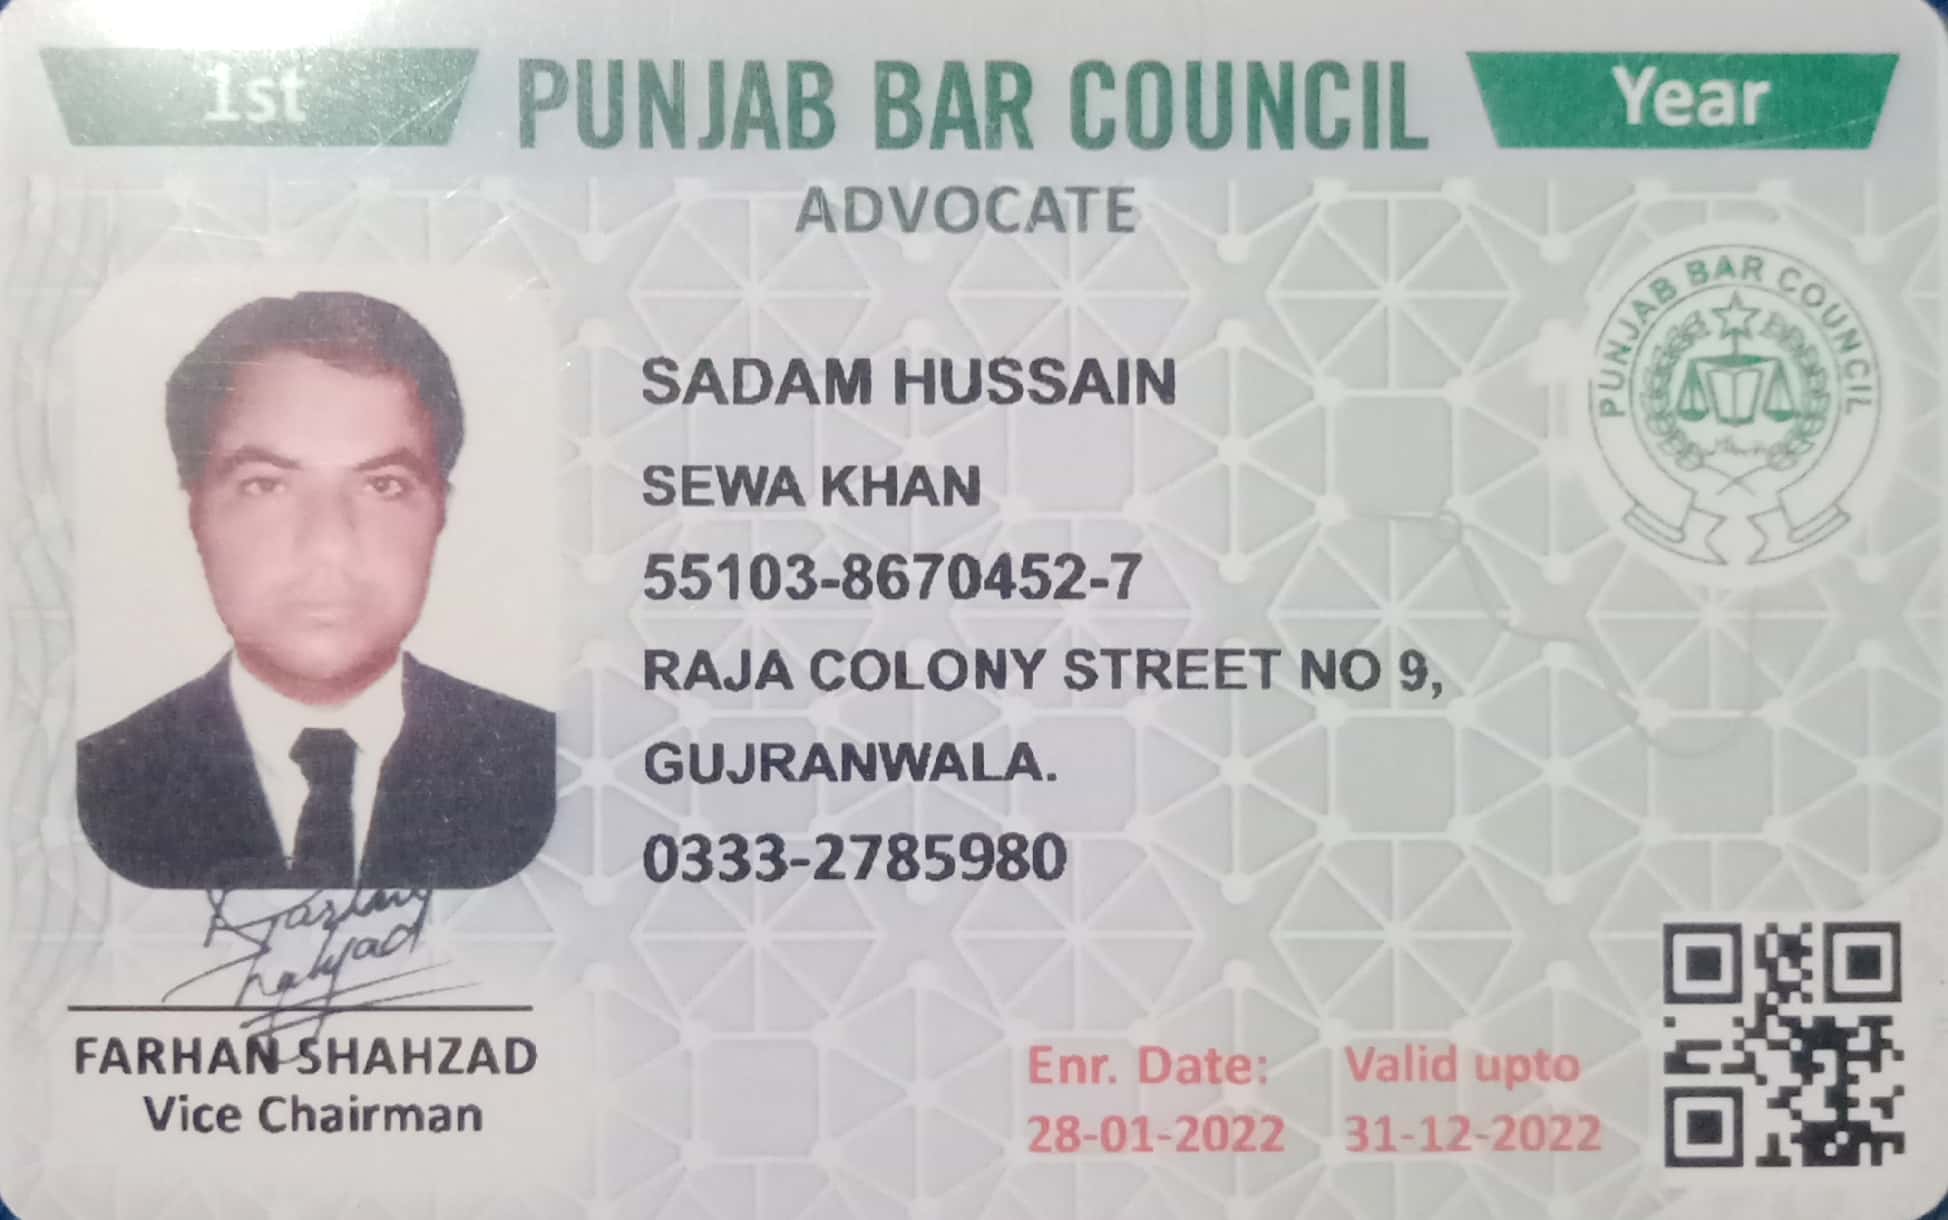 1st PUNJAB BAR COUNCIL Year
ADVOCATE
PUNJAB BAR COUNCIL
SADAM HUSSAIN
SEWA KHAN
55103-8670452-7
RAJA COLONY STREET NO 9,
GUJRANWALA.
0333-2785980
Farhan
Shahzad
FARHAN SHAHZAD
Vice Chairman
Enr. Date: Valid upto
28-01-2022 31-12-2022